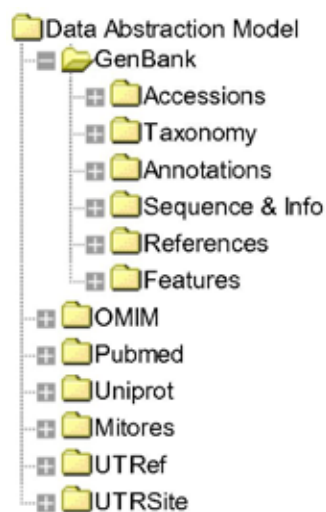 Data Abstraction Model
GenBank
Accessions
Taxonomy
Annotations
Sequence & Info
References
Features
OMIM
Pubmed
Uniprot
Mitores
UTRef
UTRSite